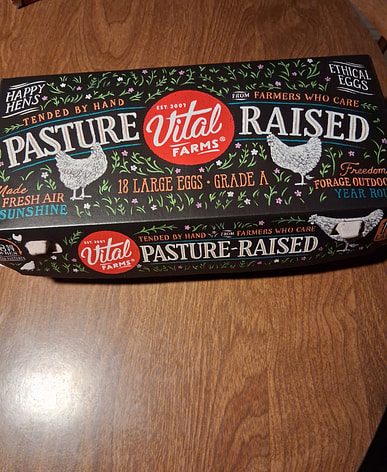 HAPPY
HENS
ETHICAL
EGGS
TENDED BY HAND
EST. 2007
FROM FARMERS WHO CARE
PASTURE Vital RAISED
FARMS®
Made
FRESH AIR
SUNSHINE
18 LARGE EGGS • GRADE A
Freedom
FORAGE OUTDOO
YEAR ROU
EST. 2007
Vital
FARMS
TENDED BY HAND FROM FARMERS WHO CARE
PASTURE-RAISED